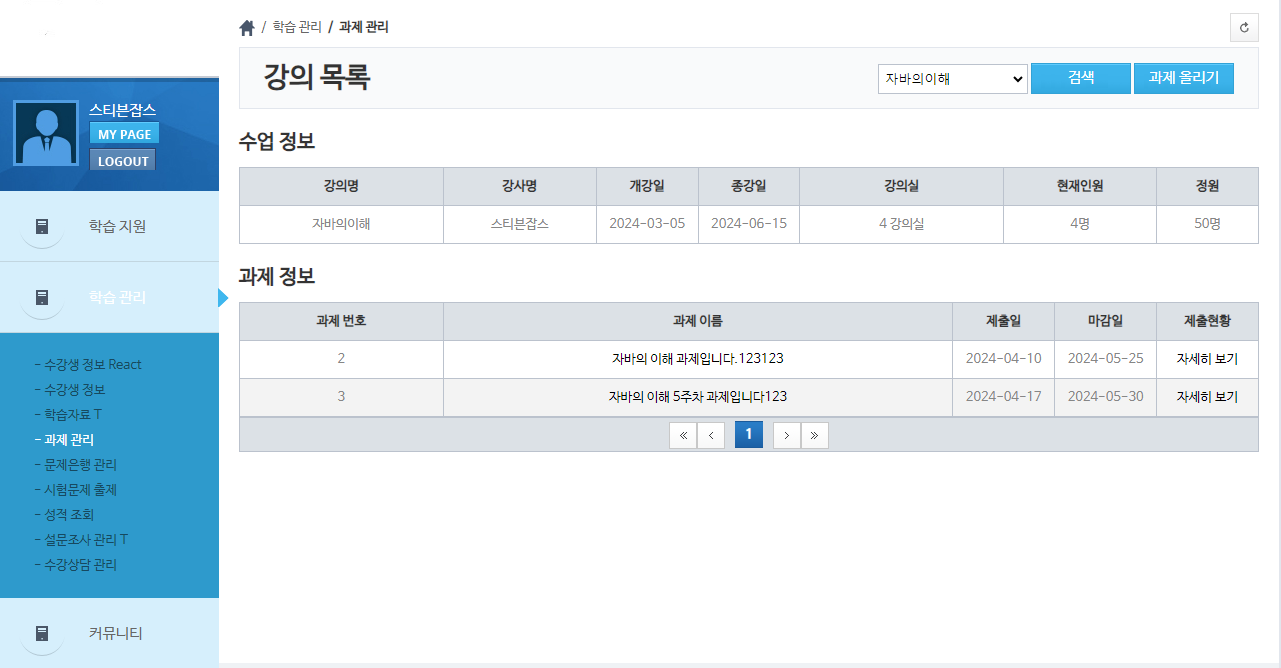 / 학습 관리 / 과제 관리
강의 목록
자바의이해
검색
과제 올리기
스티븐잡스
MY PAGE
LOGOUT
학습 지원
학습 관리
- 수강생 정보 React
- 수강생 정보
- 학습자료 T
- 과제 관리
- 문제은행 관리
- 시험문제 출제
- 성적 조회
- 설문조사 관리 T
- 수강상담 관리
커뮤니티
수업 정보
강의명 강사명 개강일 종강일 강의실 현재인원 정원
자바의이해 스티븐잡스 2024-03-05 2024-06-15 4 강의실 4명 50명
과제 정보
과제 번호 과제 이름 제출일 마감일 제출현황
2 자바의 이해 과제입니다.123123 2024-04-10 2024-05-25 자세히 보기
3 자바의 이해 5주차 과제입니다123 2024-04-17 2024-05-30 자세히 보기
« ‹ 1 › »